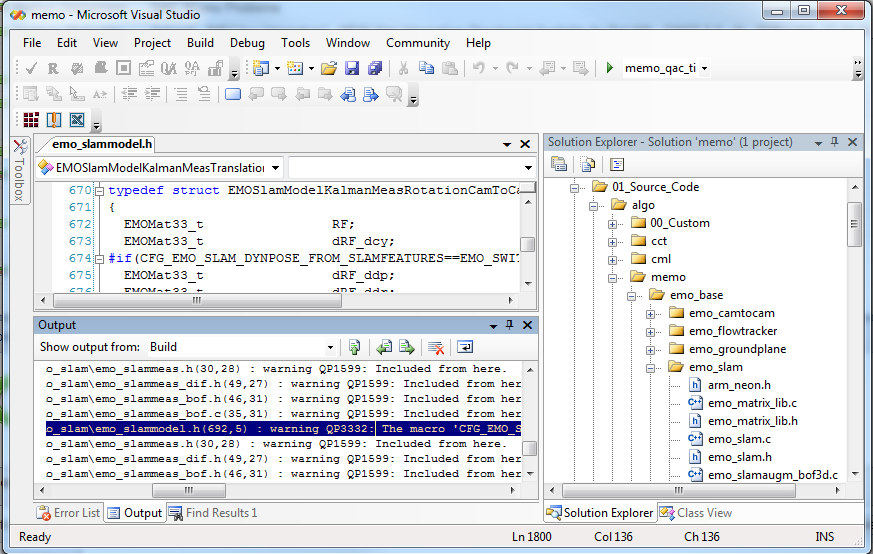 memo - Microsoft Visual Studio
File Edit View Project Build Debug Tools Window Community Help
memo_qac_ti
Toolbox
emo_slammodel.h
EMOSlamModelKalmanMeasTranslation
670 typedef struct EMOSlamModelKalmanMeasRotationCamToCa
671 {
672 EMOMat33_t RF;
673 EMOMat33_t dRF_dcy;
674 #if(CFG_EMO_SLAM_DYNPOSE_FROM_SLAMFEATURES==EMO_SWIT
675 EMOMat33_t dRF_ddp;
676 EMOMat33_t
Output
Show output from: Build
o_slam\emo_slammeas.h(30,28) : warning QP1599: Included from here.
o_slam\emo_slammeas_dif.h(49,27) : warning QP1599: Included from her
o_slam\emo_slammeas_bof.h(46,31) : warning QP1599: Included from her
o_slam\emo_slammeas_bof.c(35,31) : warning QP1599: Included from her
o_slam\emo_slammodel.h(692,5) : warning QP3332: The macro 'CFG_EMO_S
o_slam\emo_slammeas.h(30,28) : warning QP1599: Included from here.
o_slam\emo_slammeas_dif.h(49,27) : warning QP1599: Included from her
o_slam\emo_slammeas_bof.h(46,31) : warning QP1599: Included from her
Error List Output Find Results 1
Solution Explorer - Solution 'memo' (1 project)
01_Source_Code
algo
00_Custom
cct
cml
memo
emo_base
emo_camtocam
emo_flowtracker
emo_groundplane
emo_slam
arm_neon.h
emo_matrix_lib.c
emo_matrix_lib.h
emo_slam.c
emo_slam.h
emo_slamaugm_bof3d.c
Solution Explorer Class View
Ready Ln 1800 Col 136 Ch 136 INS